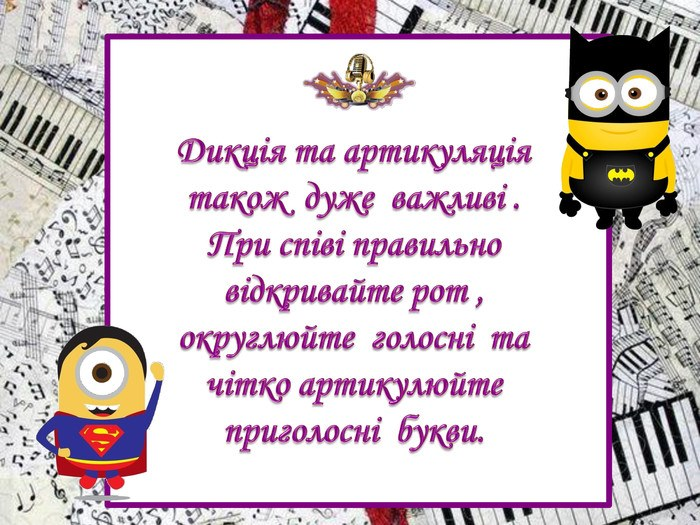 Дикція та артикуляція
також дуже важливі .
При співі правильно
відкривайте рот ,
округлюйте голосні та
чітко артикулюйте
приголосні букви.